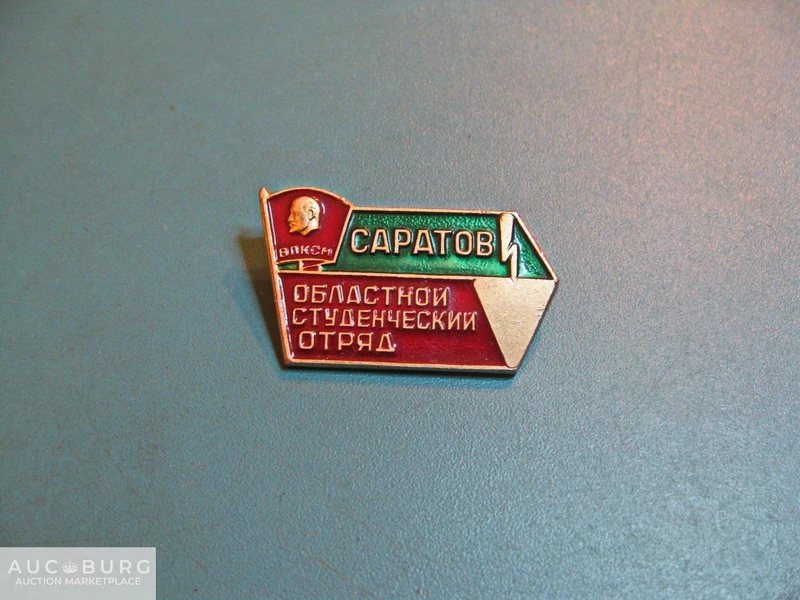 ВЛКСМ
САРАТОВ
ОБЛАСТНОЙ
СТУДЕНЧЕСКИЙ
ОТРЯД
AUCBURG
AUCTION MARKETPLACE